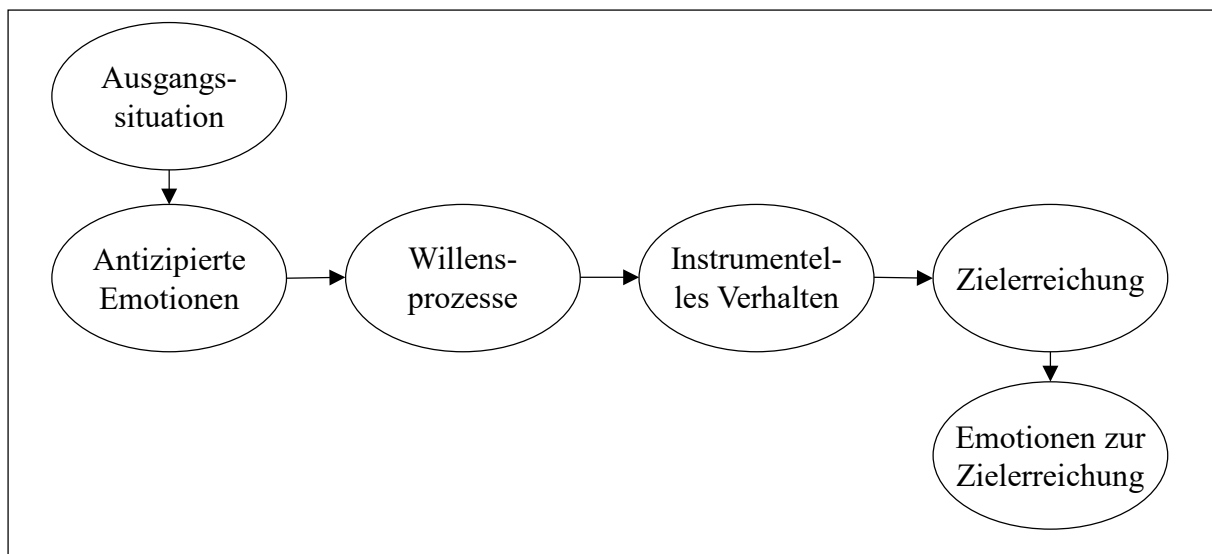 Ausgangs-
situation
Antizipierte
Emotionen
Willens-
prozesse
Instrumentel-
les Verhalten
Zielerreichung
Emotionen zur
Zielerreichung